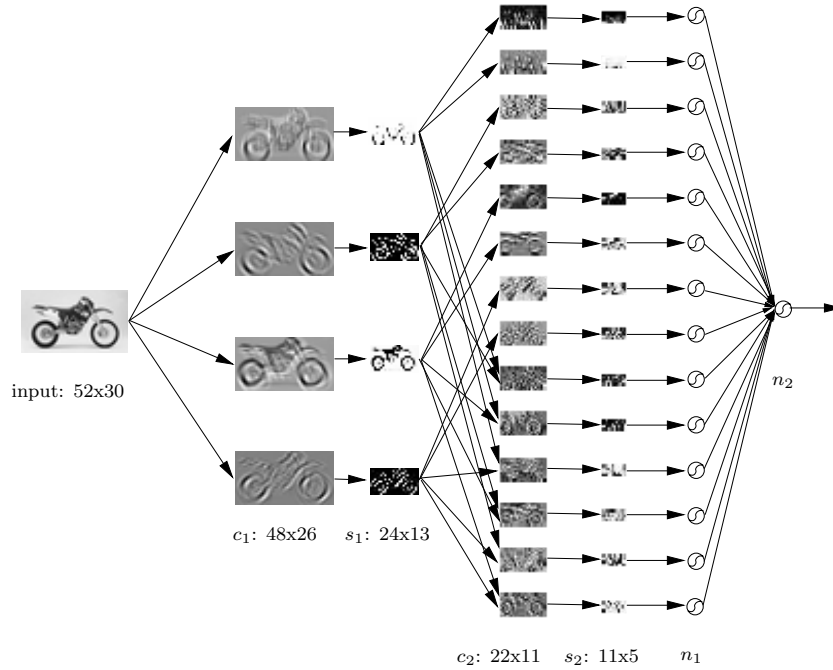 input: 52x30
n₂
c₁: 48x26 s₁: 24x13
c₂: 22x11 s₂: 11x5 n₁